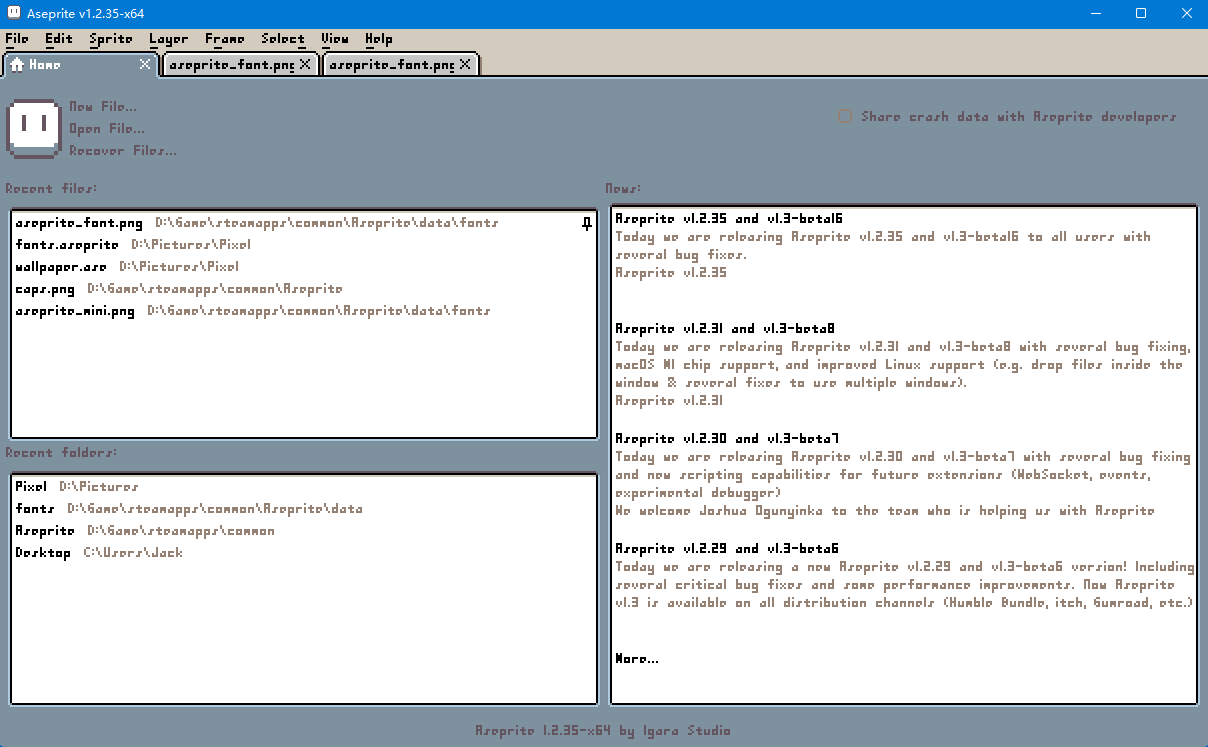 Aseprite v1.2.35-x64
File Edit Sprite Layer Frame Select View Help
Home aseprite_font.png aseprite_font.png
New File...
Open File...
Recover Files...
Share crash data with Aseprite developers
Recent files:
aseprite_font.png D:\Game\steamapps\common\Aseprite\data\fonts
fonts.aseprite D:\Pictures\Pixel
wallpaper.ase D:\Pictures\Pixel
caps.png D:\Game\steamapps\common\Aseprite
aseprite_mini.png D:\Game\steamapps\common\Aseprite\data\fonts
Recent folders:
Pixel D:\Pictures
fonts D:\Game\steamapps\common\Aseprite\data
Aseprite D:\Game\steamapps\common
Desktop C:\Users\Jack
News:
Aseprite v1.2.35 and v1.3-beta16
Today we are releasing Aseprite v1.2.35 and v1.3-beta16 to all users with
several bug fixes.
Aseprite v1.2.35
Aseprite v1.2.31 and v1.3-beta8
Today we are releasing Aseprite v1.2.31 and v1.3-beta8 with several bug fixing,
macOS M1 chip support, and improved Linux support (e.g. drop files inside the
window & several fixes to use multiple windows).
Aseprite v1.2.31
Aseprite v1.2.30 and v1.3-beta7
Today we are releasing Aseprite v1.2.30 and v1.3-beta7 with several bug fixing
and new scripting capabilities for future extensions (WebSocket, events,
experimental debugger)
We welcome Joshua Ogunyinka to the team who is helping us with Aseprite
Aseprite v1.2.29 and v1.3-beta6
Today we are releasing a new Aseprite v1.2.29 and v1.3-beta6 version! Including
several critical bug fixes and some performance improvements. Now Aseprite
v1.3 is available on all distribution channels (Humble Bundle, itch, Gumroad, etc.)
More...
Aseprite 1.2.35-x64 by Igara Studio